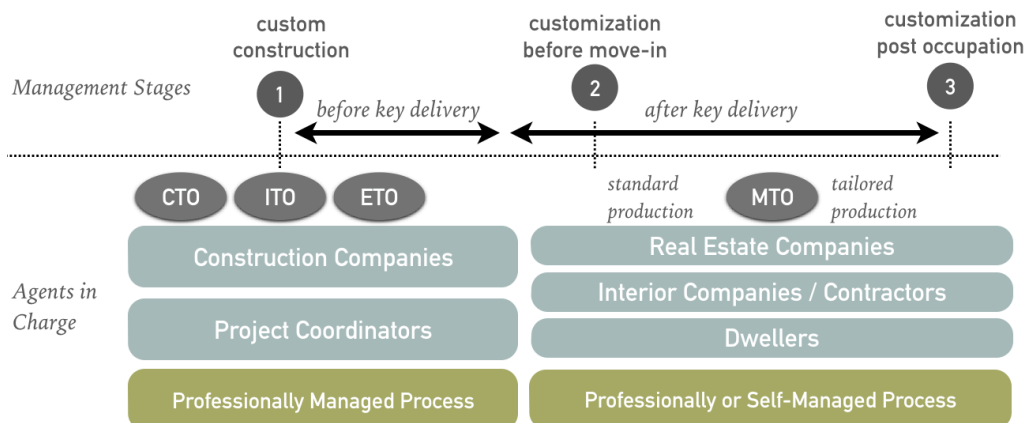 custom
construction
customization
before move-in
customization
post occupation
Management Stages
1
2
3
before key delivery
after key delivery
CTO
ITO
ETO
standard
production
MTO
tailored
production
Agents in
Charge
Construction Companies
Project Coordinators
Real Estate Companies
Interior Companies / Contractors
Dwellers
Professionally Managed Process
Professionally or Self-Managed Process